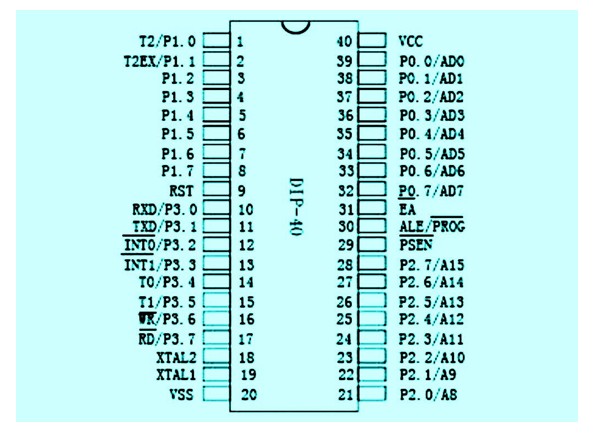 T2/P1.0 1 40 VCC
T2EX/P1.1 2 39 P0.0/AD0
P1.2 3 38 P0.1/AD1
P1.3 4 37 P0.2/AD2
P1.4 5 36 P0.3/AD3
P1.5 6 35 P0.4/AD4
P1.6 7 34 P0.5/AD5
P1.7 8 33 P0.6/AD6
RST 9 32 P0.7/AD7
RXD/P3.0 10 31 EA
TXD/P3.1 11 30 ALE/PROG
INT0/P3.2 12 29 PSEN
INT1/P3.3 13 28 P2.7/A15
T0/P3.4 14 27 P2.6/A14
T1/P3.5 15 26 P2.5/A13
WR/P3.6 16 25 P2.4/A12
RD/P3.7 17 24 P2.3/A11
XTAL2 18 23 P2.2/A10
XTAL1 19 22 P2.1/A9
VSS 20 21 P2.0/A8
DIP-40